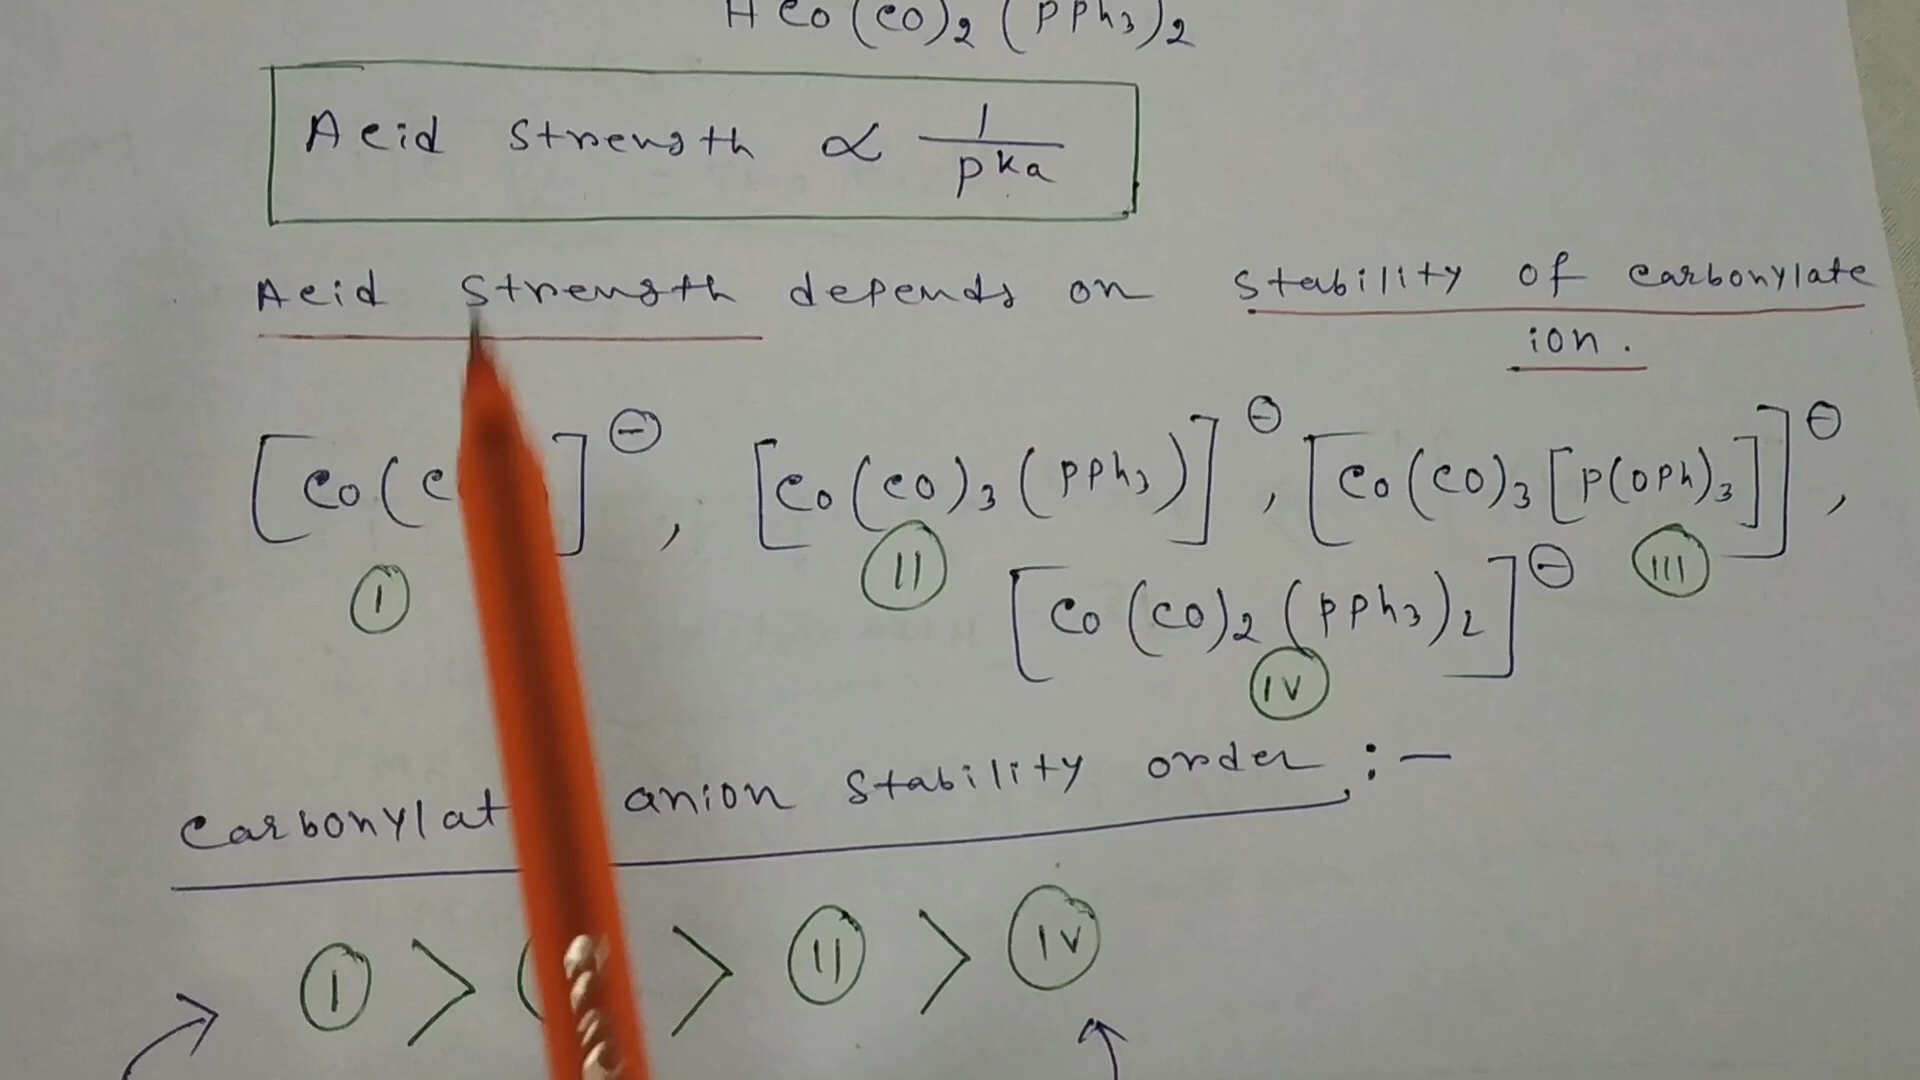 H Co (CO)2 (PPh3)2
Acid strength ∝ 1/pKa
Acid strength depends on stability of carbonylate
ion.
[Co(C ]⊖ , [Co(CO)3(PPh3)]⊖ , [Co(CO)3[P(OPh)3]]⊖ ,
I II III
[Co(CO)2(PPh3)2]⊖
IV
anion stability order :-
I > > II > IV